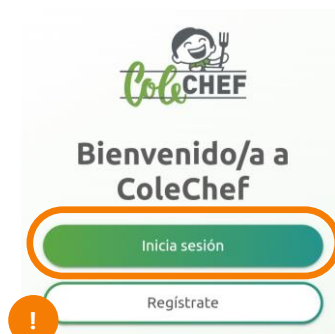 ColeCHEF
Bienvenido/a a
ColeChef
Inicia sesión
Regístrate
!